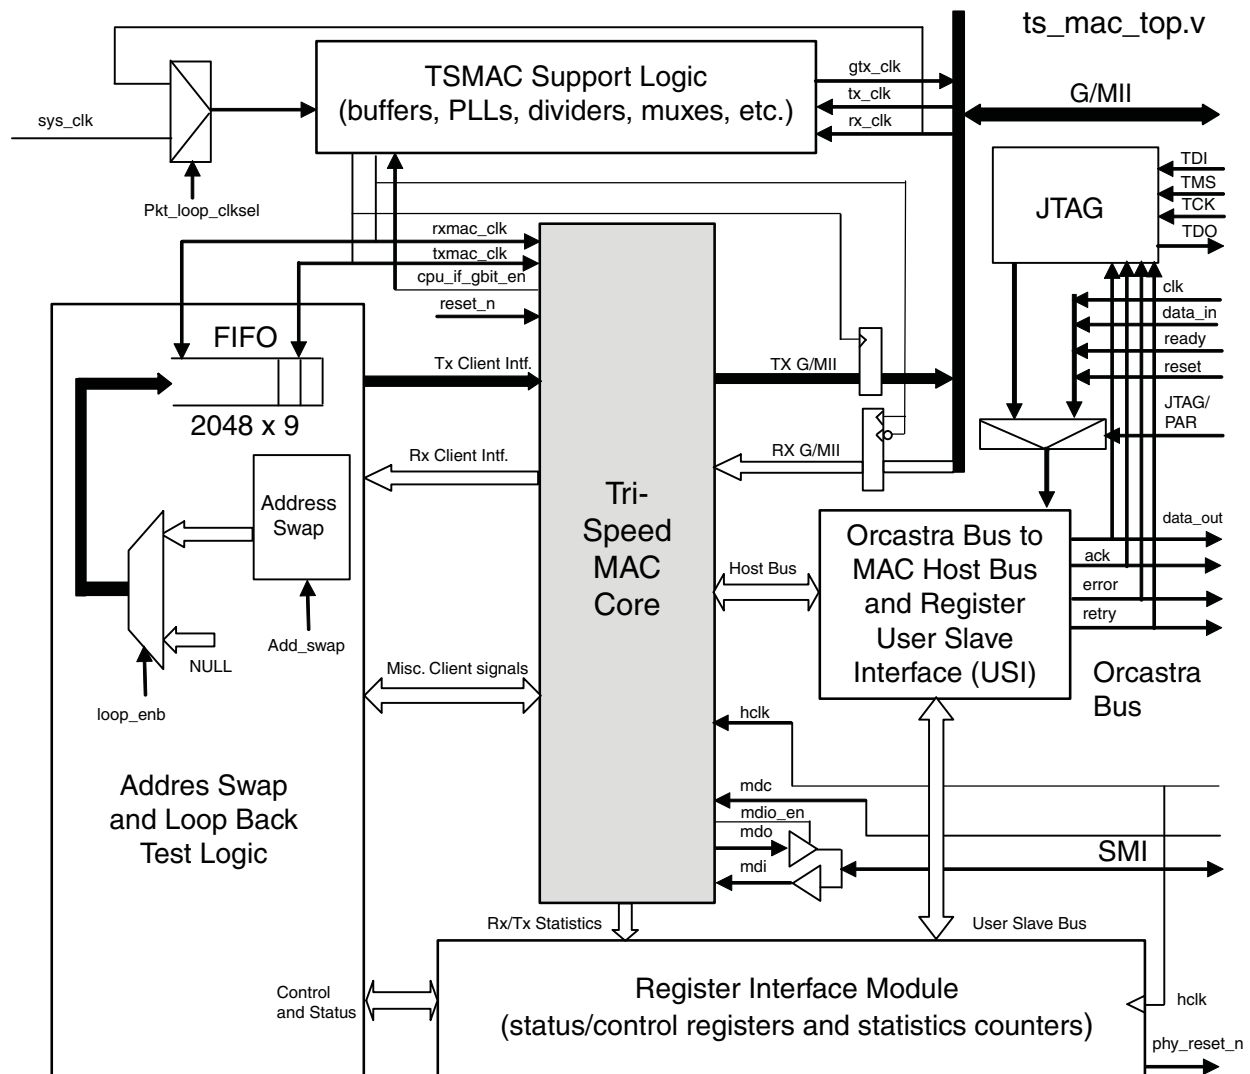 ts_mac_top.v
TSMAC Support Logic
(buffers, PLLs, dividers, muxes, etc.)
gtx_clk
tx_clk
rx_clk
G/MII
sys_clk
Pkt_loop_clksel
JTAG
TDI
TMS
TCK
TDO
rxmac_clk
txmac_clk
cpu_if_gbit_en
reset_n
clk
data_in
ready
reset
JTAG/
PAR
FIFO
2048 x 9
Tx Client Intf.
TX G/MII
Rx Client Intf.
RX G/MII
Address
Swap
Add_swap
NULL
loop_enb
Tri-
Speed
MAC
Core
Host Bus
Orcastra Bus to
MAC Host Bus
and Register
User Slave
Interface (USI)
data_out
ack
error
retry
Orcastra
Bus
Misc. Client signals
hclk
mdc
mdio_en
mdo
mdi
SMI
Addres Swap
and Loop Back
Test Logic
Rx/Tx Statistics
User Slave Bus
Control
and Status
Register Interface Module
(status/control registers and statistics counters)
hclk
phy_reset_n